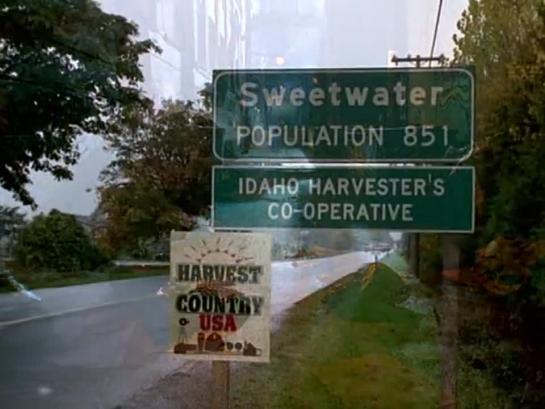 Sweetwater
POPULATION 851
IDAHO HARVESTER'S
CO-OPERATIVE
HARVEST
COUNTRY
USA